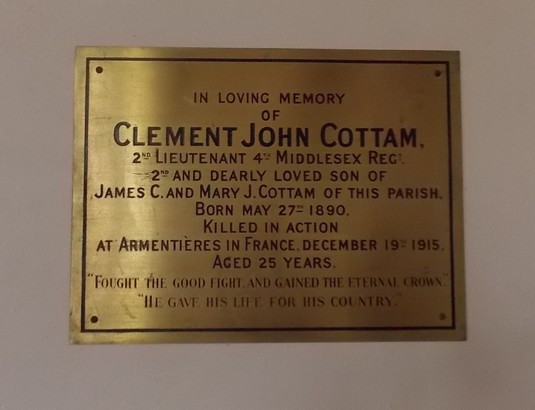 IN LOVING MEMORY
OF
CLEMENT JOHN COTTAM,
2ND LIEUTENANT 4TH MIDDLESEX REGT.
2ND AND DEARLY LOVED SON OF
JAMES C. AND MARY J. COTTAM OF THIS PARISH.
BORN MAY 27TH 1890.
KILLED IN ACTION
AT ARMENTIÈRES IN FRANCE. DECEMBER 19TH 1915.
AGED 25 YEARS.
"FOUGHT THE GOOD FIGHT, AND GAINED THE ETERNAL CROWN."
"HE GAVE HIS LIFE FOR HIS COUNTRY."